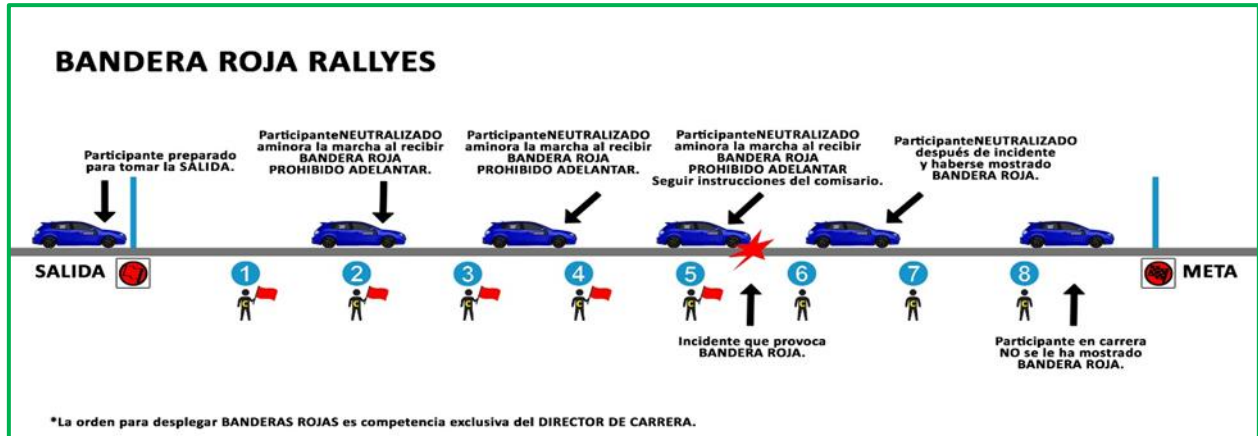 BANDERA ROJA RALLYES
Participante preparado
para tomar la SALIDA.
ParticipanteNEUTRALIZADO
aminora la marcha al recibir
BANDERA ROJA
PROHIBIDO ADELANTAR.
ParticipanteNEUTRALIZADO
aminora la marcha al recibir
BANDERA ROJA
PROHIBIDO ADELANTAR.
ParticipanteNEUTRALIZADO
aminora la marcha al recibir
BANDERA ROJA
PROHIBIDO ADELANTAR
Seguir instrucciones del comisario.
ParticipanteNEUTRALIZADO
después de incidente
y haberse mostrado
BANDERA ROJA.
SALIDA
1
2
3
4
5
6
7
8
META
C
C
C
C
C
C
C
C
Incidente que provoca
BANDERA ROJA.
Participante en carrera
NO se le ha mostrado
BANDERA ROJA.
*La orden para desplegar BANDERAS ROJAS es competencia exclusiva del DIRECTOR DE CARRERA.